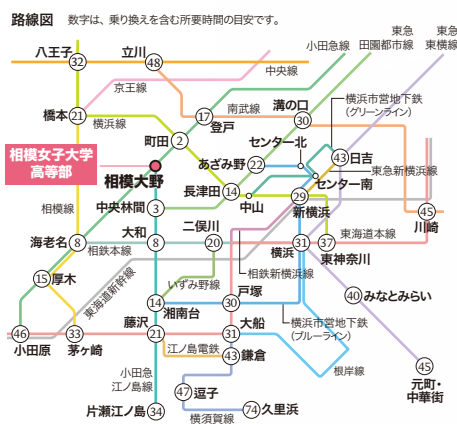 路線図 数字は、乗り換えを含む所要時間の目安です。
小田急線
東急
田園都市線
東急
東横線
八王子
32
立川
48
中央線
京王線
橋本
21
横浜線
17
登戸
南武線
溝の口
30
横浜市営地下鉄
(グリーンライン)
町田
2
センター北
あざみ野
22
43
日吉
相模女子大学
高等部
相模大野
東急新横浜線
センター南
長津田
14
中山
29
新横浜
中央林間
3
相模線
45
川崎
海老名
8
大和
8
二俣川
20
相鉄本線
横浜
31
37
東神奈川
東海道本線
15
厚木
東海道新幹線
いずみ野線
相鉄新横浜線
14
湘南台
30
戸塚
40
みなとみらい
横浜市営地下鉄
(ブルーライン)
46
小田原
33
茅ヶ崎
藤沢
21
31
大船
江ノ島電鉄
43
鎌倉
根岸線
45
元町・
中華街
小田急
江ノ島線
47
逗子
34
片瀬江ノ島
横須賀線
74
久里浜